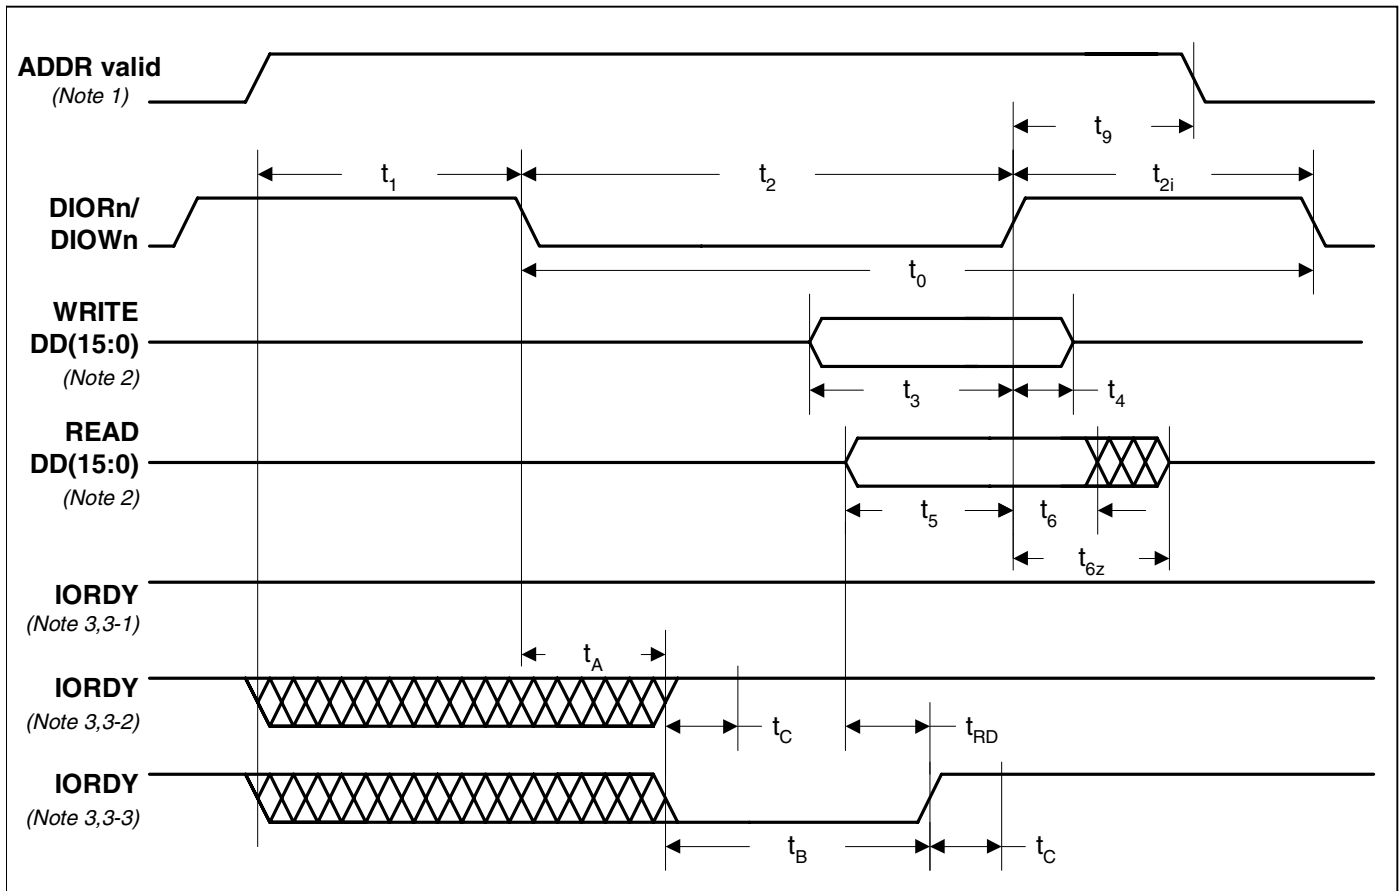 ADDR valid
(Note 1)
t9
t1
t2
t2i
DIORn/
DIOWn
t0
WRITE
DD(15:0)
(Note 2)
t3
t4
READ
DD(15:0)
(Note 2)
t5
t6
t6z
IORDY
(Note 3,3-1)
tA
IORDY
(Note 3,3-2)
tC
tRD
IORDY
(Note 3,3-3)
tB
tC